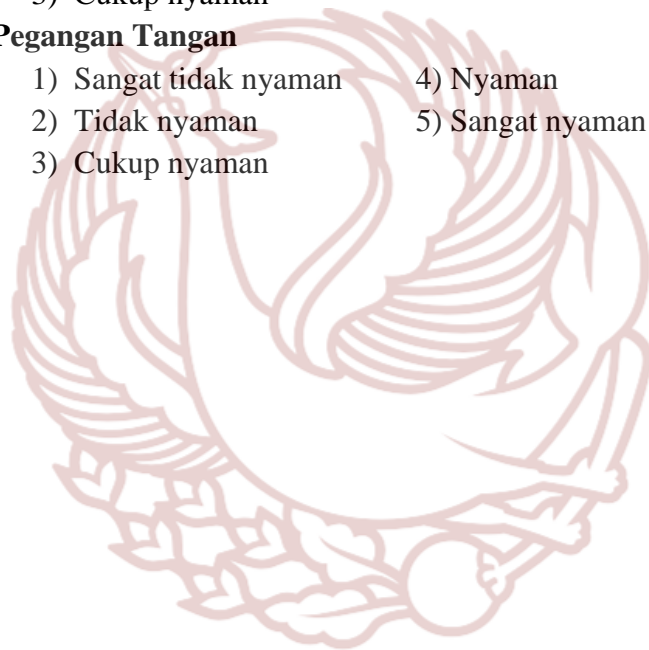 3) Cukup nyaman
Pegangan Tangan
1) Sangat tidak nyaman 4) Nyaman
2) Tidak nyaman 5) Sangat nyaman
3) Cukup nyaman